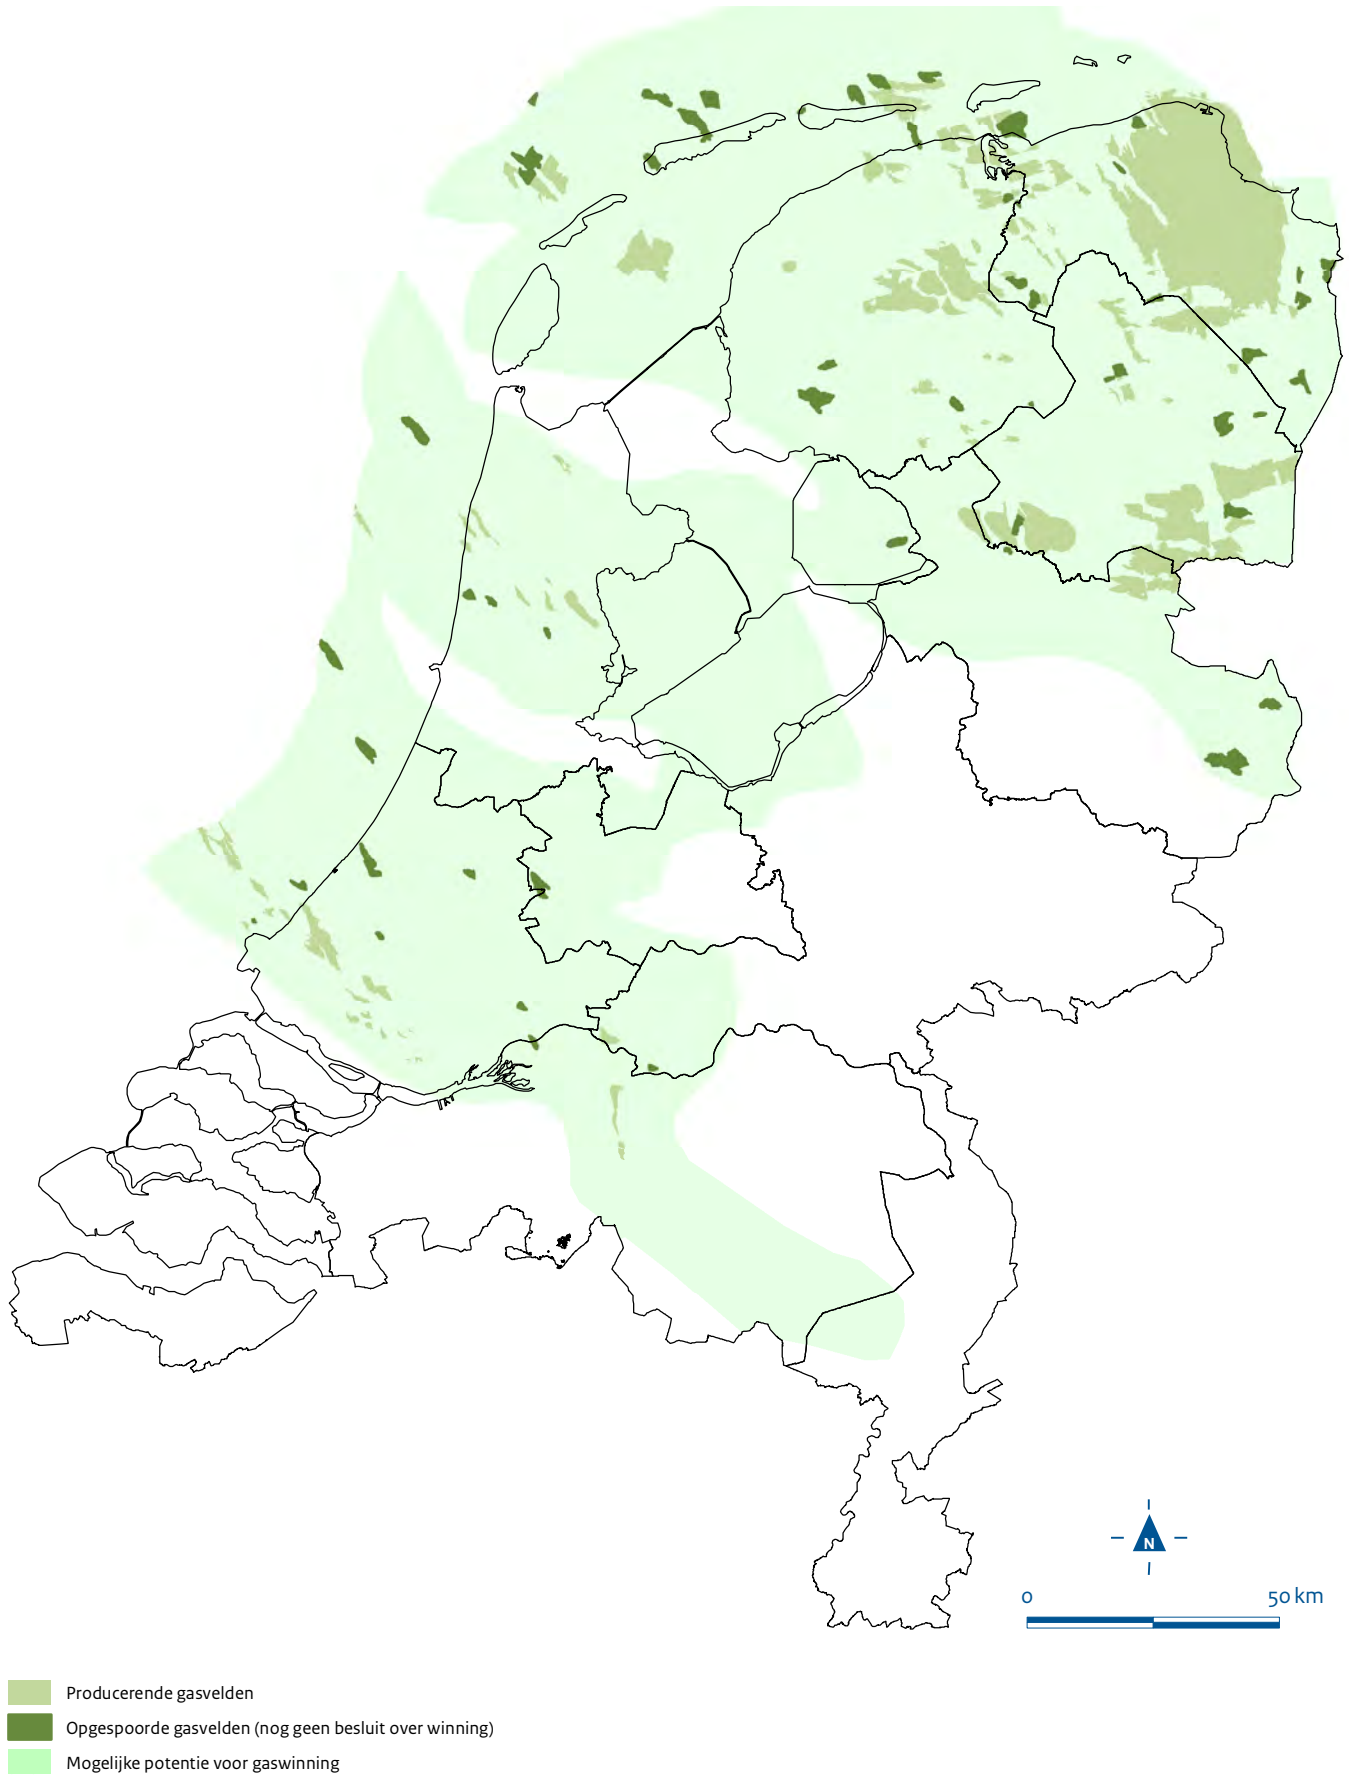 N
0 50 km
Producerende gasvelden
Opgespoorde gasvelden (nog geen besluit over winning)
Mogelijke potentie voor gaswinning